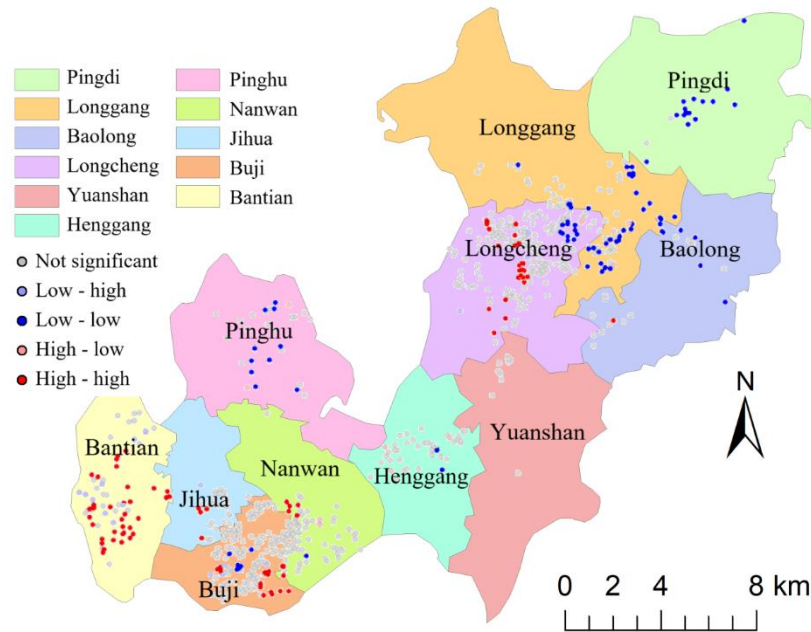 Pingdi
Longgang
Baolong
Longcheng
Yuanshan
Henggang
Pinghu
Nanwan
Jihua
Buji
Bantian
Not significant
Low - high
Low - low
High - low
High - high
Pingdi
Longgang
Longcheng
Baolong
Pinghu
N
Yuanshan
Bantian
Nanwan
Henggang
Jihua
Buji
0 2 4 8 km